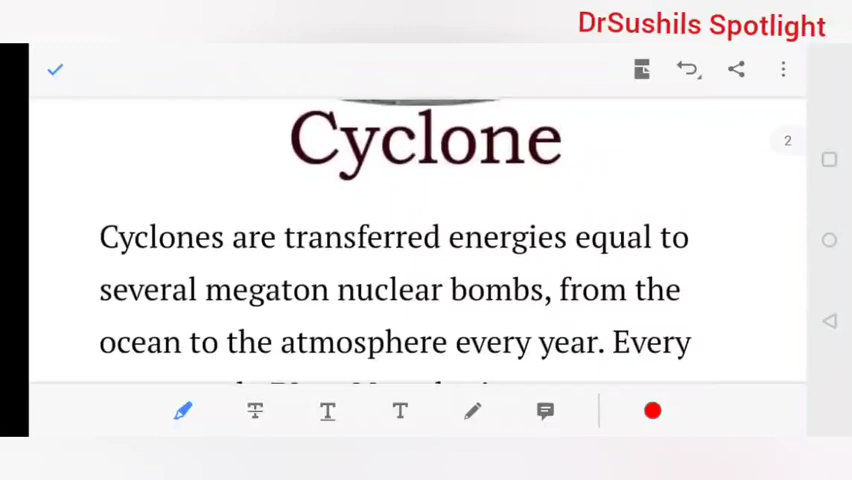 DrSushils Spotlight
2
Cyclone
Cyclones are transferred energies equal to
several megaton nuclear bombs, from the
ocean to the atmosphere every year. Every
T T T